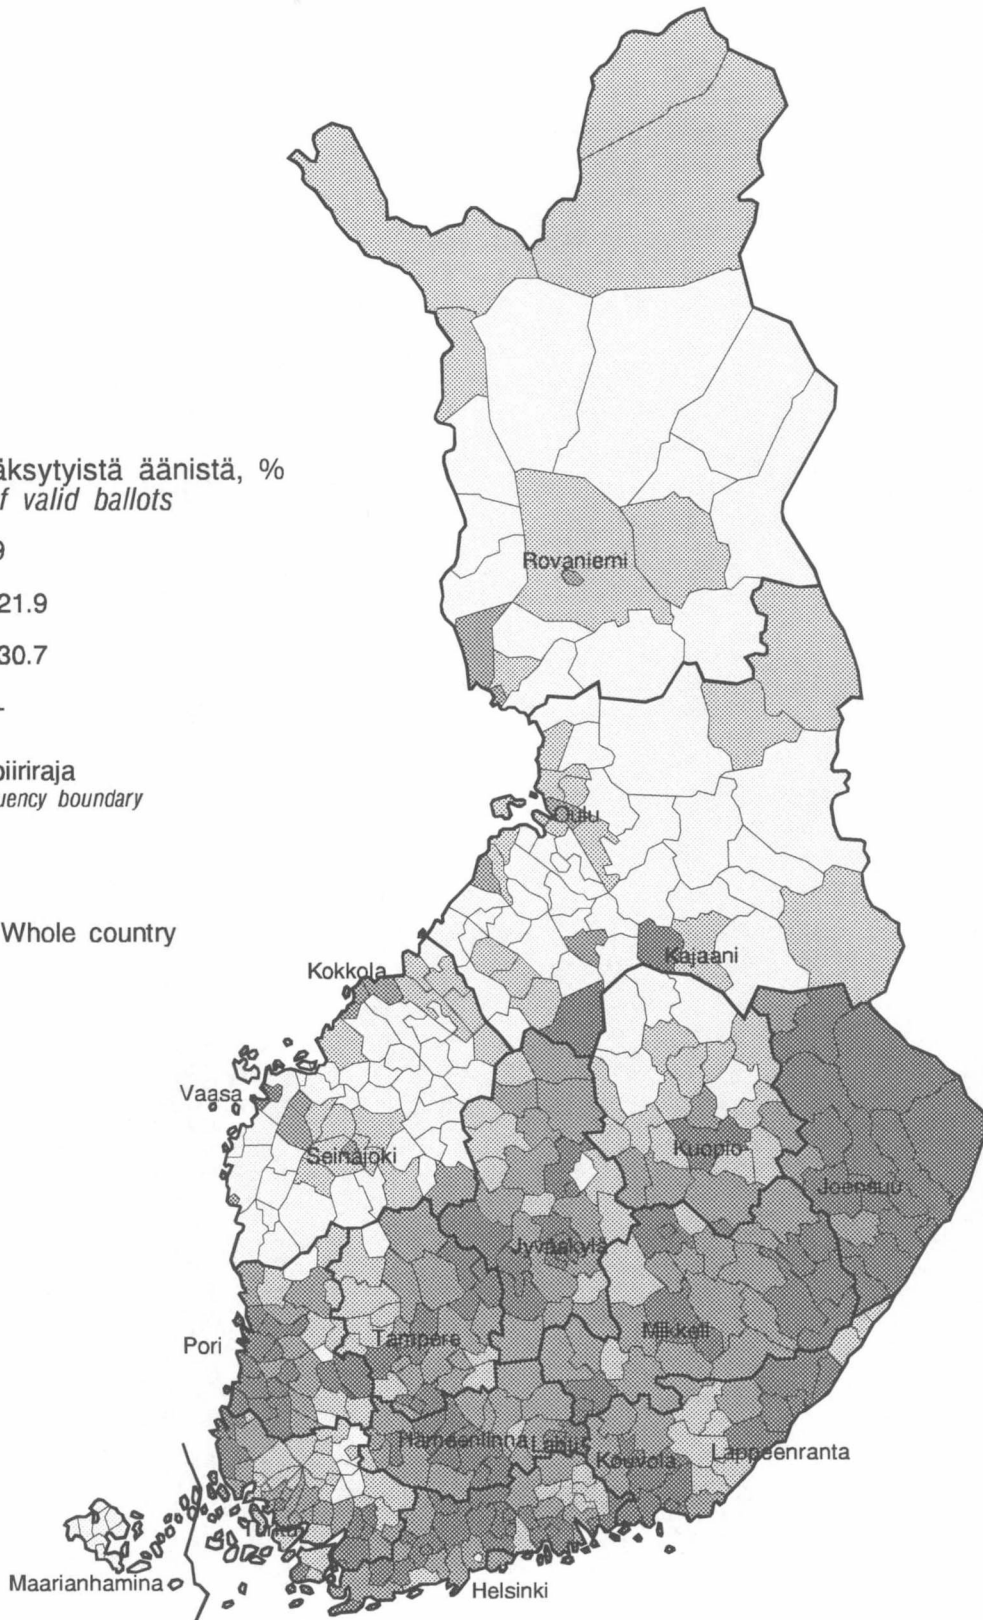 äksytyistä äänistä, %
f valid ballots
9
21.9
30.7
-
piiriraja
uency boundary
Whole country
Rovaniemi
Oulu
Kajaani
Kokkola
Vaasa
Seinäjoki
Kuopio
Joensuu
Jyväskylä
Mikkeli
Tampere
Pori
Hämeenlinna
Lahti
Kouvola
Lappeenranta
Turku
Maarianhamina
Helsinki